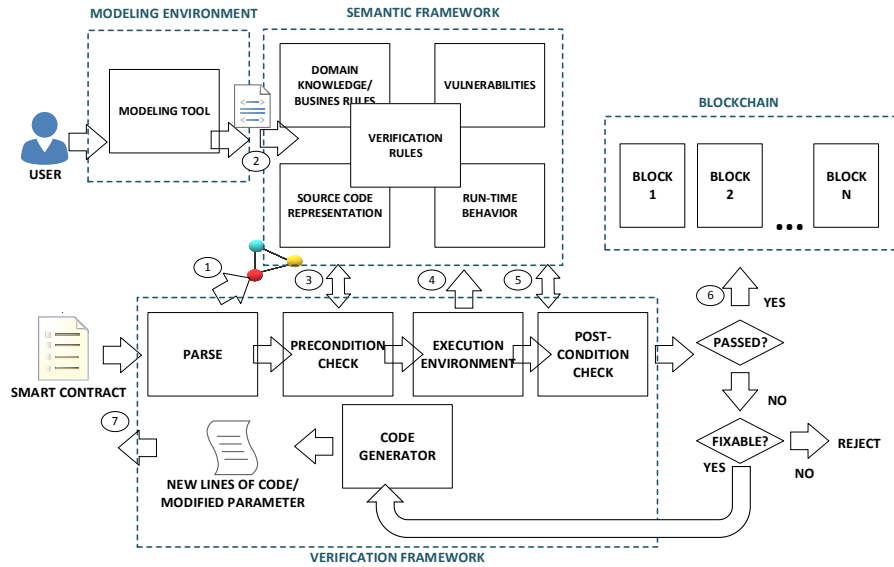 MODELING ENVIRONMENT
SEMANTIC FRAMEWORK
DOMAIN
KNOWLEDGE/
BUSINES RULES
VULNERABILITIES
MODELING TOOL
VERIFICATION
RULES
BLOCKCHAIN
USER
2
SOURCE CODE
REPRESENTATION
RUN-TIME
BEHAVIOR
BLOCK
1
BLOCK
2
...
BLOCK
N
1
3
4
5
6
YES
SMART CONTRACT
PARSE
PRECONDITION
CHECK
EXECUTION
ENVIRONMENT
POST-
CONDITION
CHECK
PASSED?
NO
7
NEW LINES OF CODE/
MODIFIED PARAMETER
CODE
GENERATOR
FIXABLE?
REJECT
YES
NO
VERIFICATION FRAMEWORK